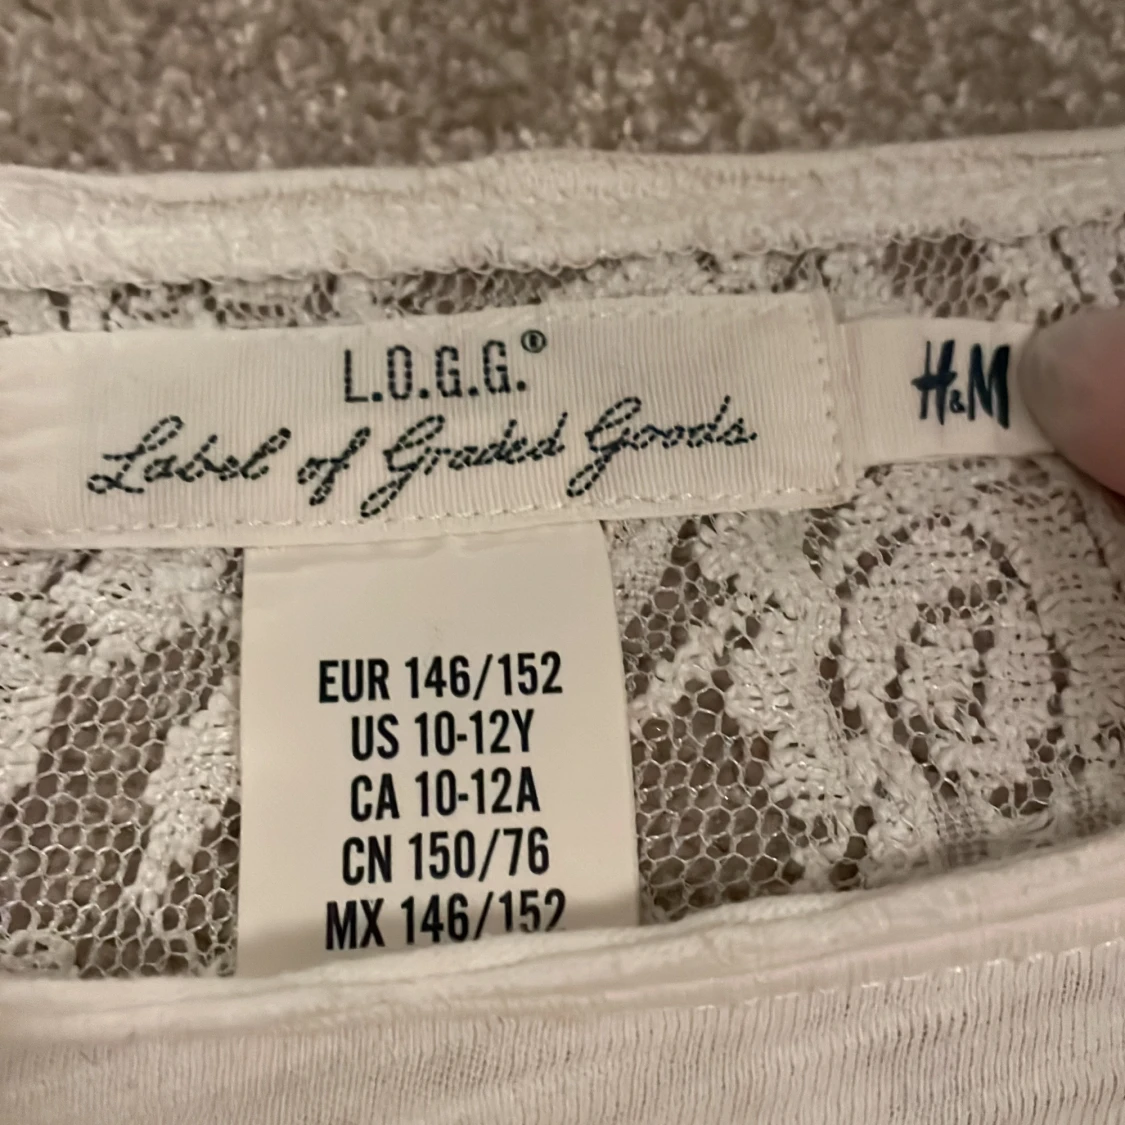 L.O.G.G.®
Label of Graded Goods
H&M
EUR 146/152
US 10-12Y
CA 10-12A
CN 150/76
MX 146/152